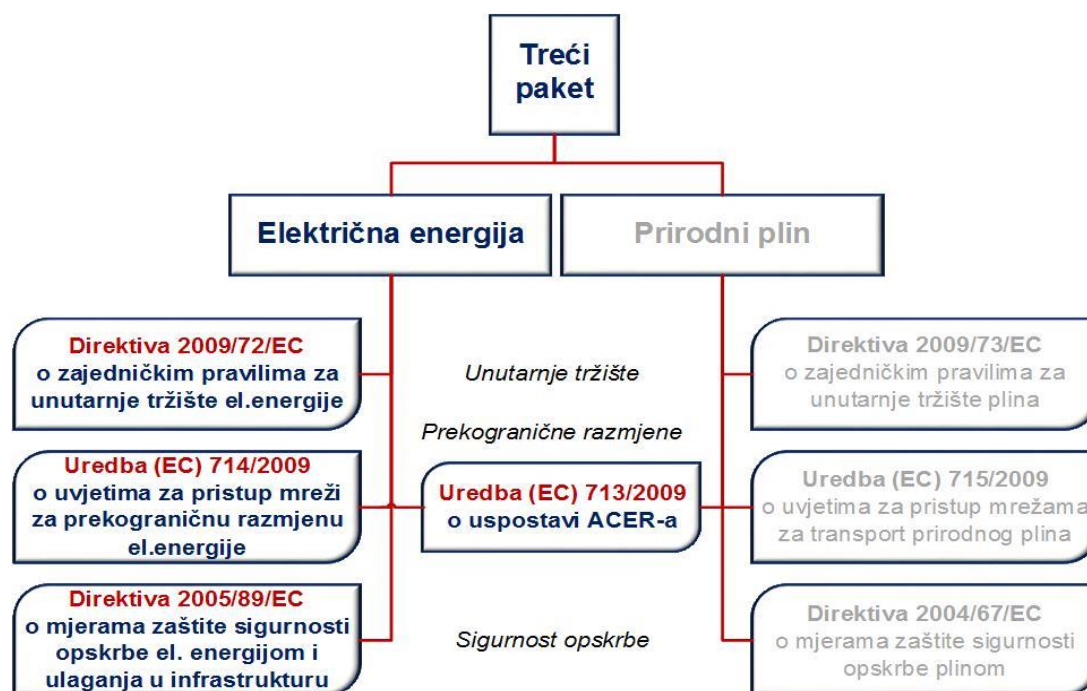 Treći
paket
Električna energija
Prirodni plin
Direktiva 2009/72/EC
o zajedničkim pravilima za
unutarnje tržište el.energije
Unutarnje tržište
Direktiva 2009/73/EC
o zajedničkim pravilima za
unutarnje tržište plina
Prekogranične razmjene
Uredba (EC) 714/2009
o uvjetima za pristup mreži
za prekograničnu razmjenu
el.energije
Uredba (EC) 713/2009
o uspostavi ACER-a
Uredba (EC) 715/2009
o uvjetima za pristup mrežama
za transport prirodnog plina
Direktiva 2005/89/EC
o mjerama zaštite sigurnosti
opskrbe el. energijom i
ulaganja u infrastrukturu
Sigurnost opskrbe
Direktiva 2004/67/EC
o mjerama zaštite sigurnosti
opskrbe plinom